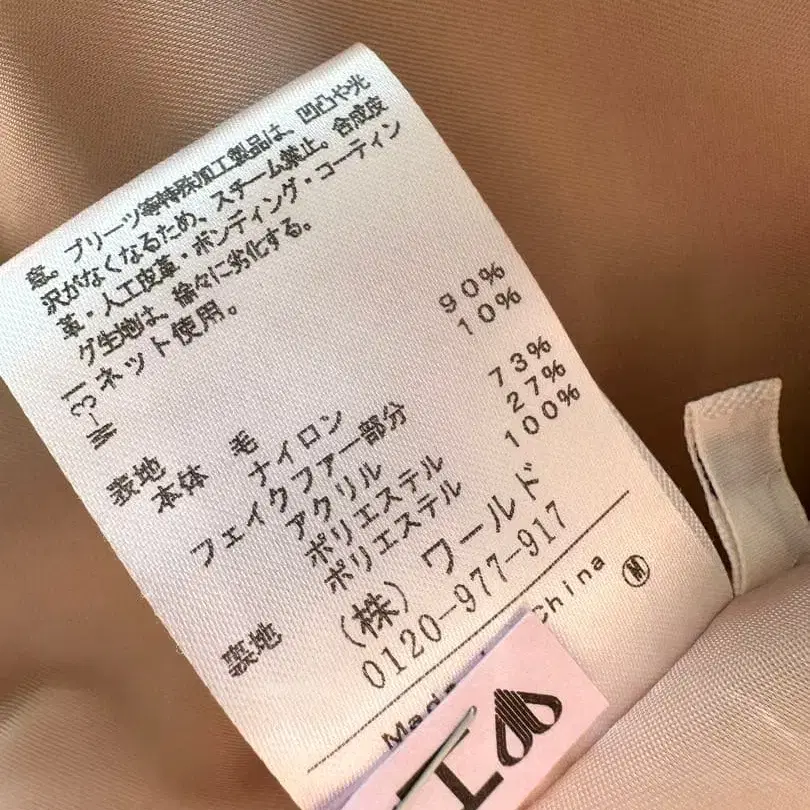 意。プリーツ等特殊加工製品は、凹凸や光
沢がなくなるため、スチーム禁止。合成皮
革・人工皮革・ボンディング・コーティン
グ生地は、徐々に劣化する。
M-31 ネット使用。
表地
本体 毛 90%
ナイロン 10%
フェイクファー部分
アクリル 73%
ポリエステル 27%
裏地 ポリエステル 100%
(株) ワールド
0120-977-917
Made China Ⓜ